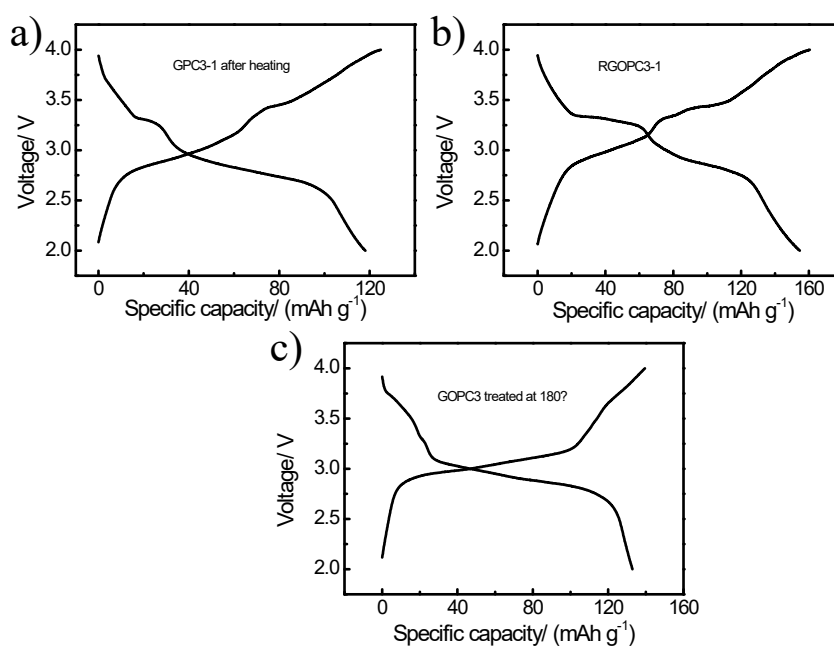 a)
GPC3-1 after heating
4.0
3.5
3.0
2.5
2.0
Voltage/ V
0 40 80 120
Specific capacity/ (mAh g⁻¹)
b)
RGOPC3-1
4.0
3.5
3.0
2.5
2.0
Voltage/ V
0 40 80 120 160
Specific capacity/ (mAh g⁻¹)
c)
GOPC3 treated at 180?
4.0
3.5
3.0
2.5
2.0
Voltage/ V
0 40 80 120 160
Specific capacity/ (mAh g⁻¹)